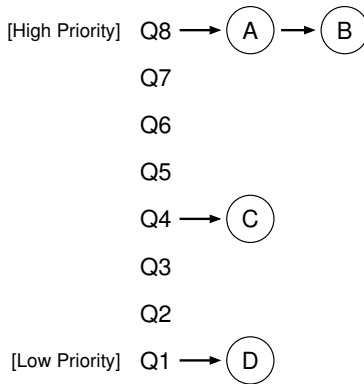 [High Priority] Q8 A B
Q7
Q6
Q5
Q4 C
Q3
Q2
[Low Priority] Q1 D